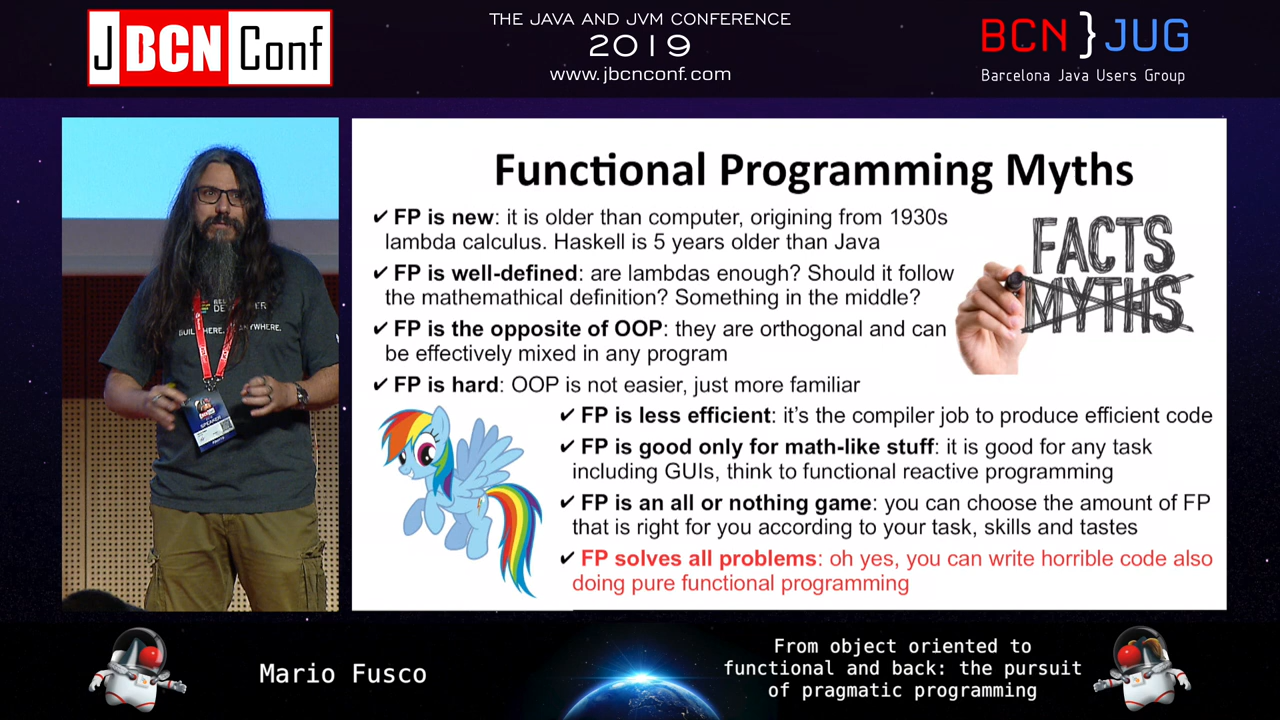 JBCNConf
THE JAVA AND JVM CONFERENCE
2019
www.jbcnconf.com
BCN}JUG
Barcelona Java Users Group
Functional Programming Myths
✔ FP is new: it is older than computer, origining from 1930s
lambda calculus. Haskell is 5 years older than Java
✔ FP is well-defined: are lambdas enough? Should it follow
the mathemathical definition? Something in the middle?
✔ FP is the opposite of OOP: they are orthogonal and can
be effectively mixed in any program
✔ FP is hard: OOP is not easier, just more familiar
FACTS
MYTHS
✔ FP is less efficient: it's the compiler job to produce efficient code
✔ FP is good only for math-like stuff: it is good for any task
including GUIs, think to functional reactive programming
✔ FP is an all or nothing game: you can choose the amount of FP
that is right for you according to your task, skills and tastes
✔ FP solves all problems: oh yes, you can write horrible code also
doing pure functional programming
SPEAKER
Mario Fusco
From object oriented to
functional and back: the pursuit
of pragmatic programming